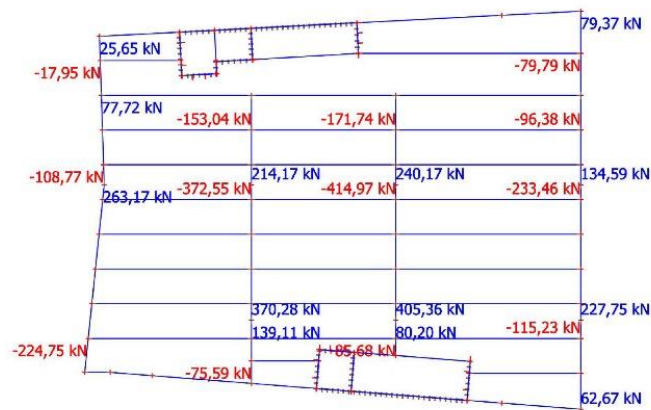 79,37 kN
25,65 kN
-17,95 kN
-79,79 kN
77,72 kN
-153,04 kN
-171,74 kN
-96,38 kN
-108,77 kN
214,17 kN
240,17 kN
134,59 kN
263,17 kN
-372,55 kN
-414,97 kN
-233,46 kN
370,28 kN
405,36 kN
227,75 kN
139,11 kN
80,20 kN
-115,23 kN
-224,75 kN
-85,68 kN
-75,59 kN
62,67 kN